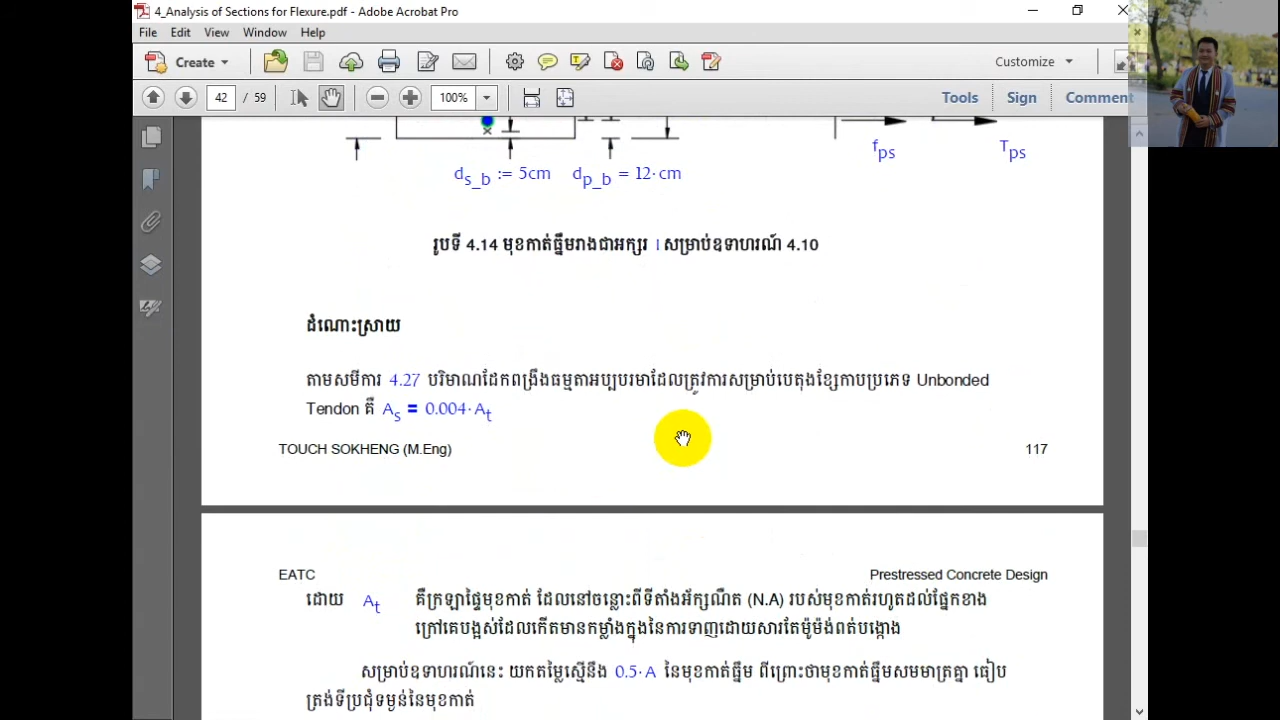 4_Analysis of Sections for Flexure.pdf - Adobe Acrobat Pro
File Edit View Window Help
Create Customize
42 / 59 100% Tools Sign Comment
f_ps T_ps
d_s_b := 5cm d_p_b = 12·cm
រូបទី 4.14 មុខកាត់ធ្នឹមរាងជាអក្សរ I សម្រាប់ឧទាហរណ៍ 4.10
ដំណោះស្រាយ
តាមសមីការ 4.27 បរិមាណដែកពង្រឹងធម្មតាអប្បបរមាដែលត្រូវការសម្រាប់បេតុងខ្សែកាបប្រភេទ Unbonded
Tendon គឺ A_s = 0.004·A_t
TOUCH SOKHENG (M.Eng) 117
EATC Prestressed Concrete Design
ដោយ A_t គឺក្រឡាផ្ទៃមុខកាត់ ដែលនៅចន្លោះពីទីតាំងអ័ក្សណឺត (N.A) របស់មុខកាត់រហូតដល់ផ្នែកខាង
ក្រៅគេបង្អស់ដែលកើតមានកម្លាំងក្នុងនៃការទាញដោយសារតែម៉ូម៉ង់ពត់បង្កោង
សម្រាប់ឧទាហរណ៍នេះ យកតម្លៃស្មើនឹង 0.5·A នៃមុខកាត់ធ្នឹម ពីព្រោះថាមុខកាត់ធ្នឹមសមមាត្រគ្នា ធៀប
ត្រង់ទីប្រជុំទម្ងន់នៃមុខកាត់